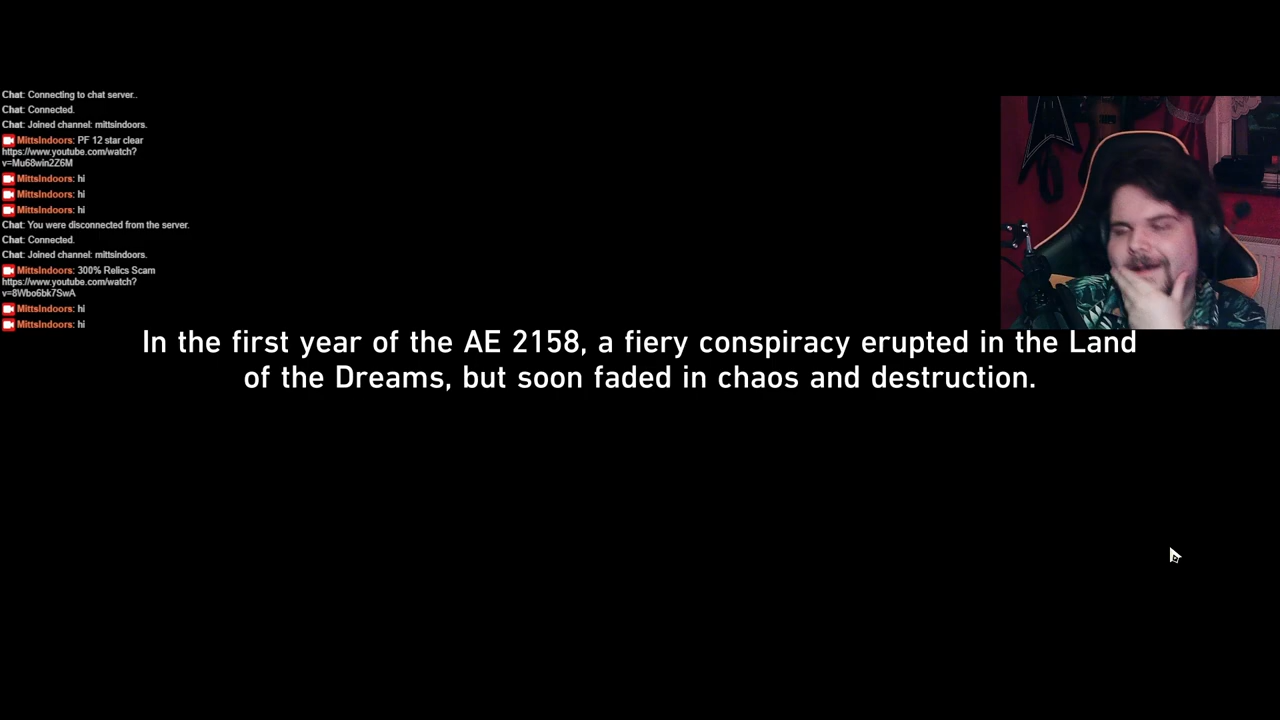 Chat: Connecting to chat server..
Chat: Connected.
Chat: Joined channel: mittsindoors.
MittsIndoors: PF 12 star clear
https://www.youtube.com/watch?
v=Mu68win2Z6M
MittsIndoors: hi
MittsIndoors: hi
MittsIndoors: hi
Chat: You were disconnected from the server.
Chat: Connected.
Chat: Joined channel: mittsindoors.
MittsIndoors: 300% Relics Scam
https://www.youtube.com/watch?
v=8Wbo6bk7SwA
MittsIndoors: hi
MittsIndoors: hi
In the first year of the AE 2158, a fiery conspiracy erupted in the Land
of the Dreams, but soon faded in chaos and destruction.